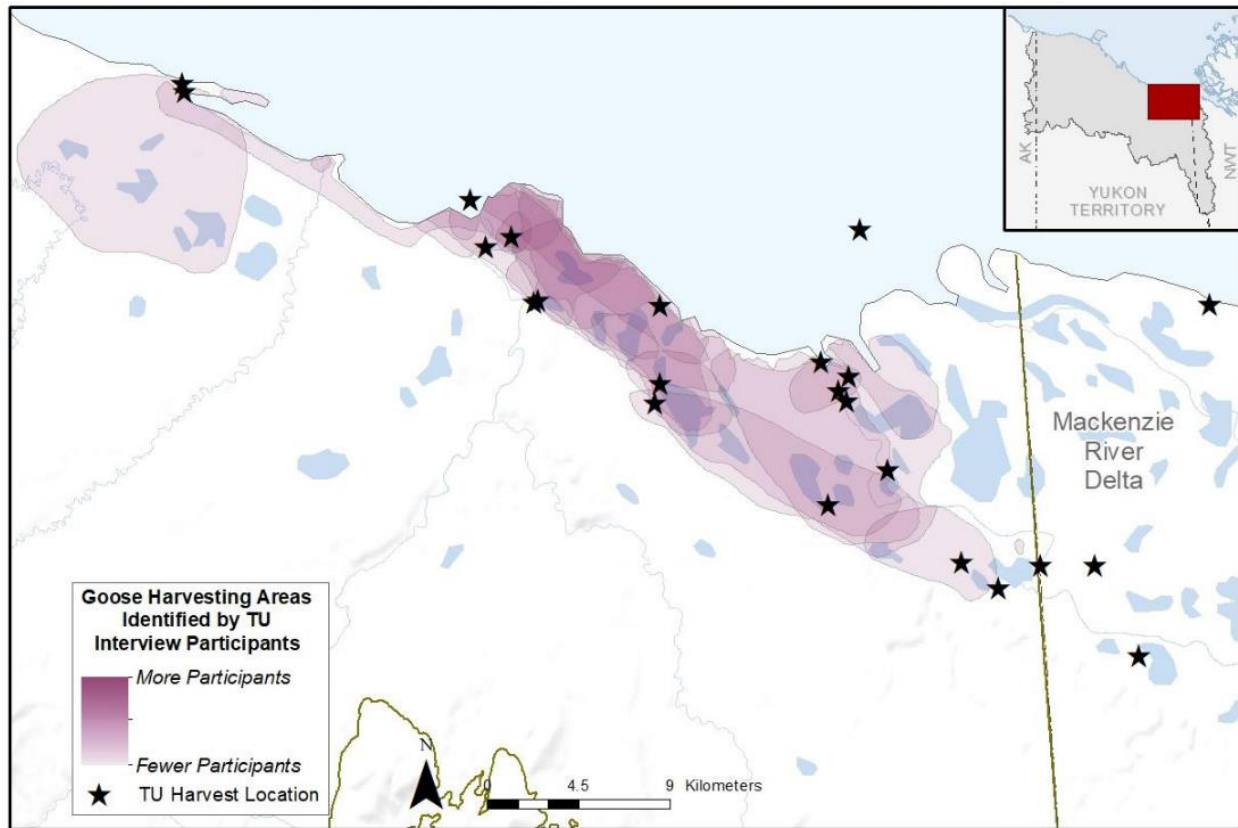 AK
NWT
YUKON
TERRITORY
Mackenzie
River
Delta
Goose Harvesting Areas
Identified by TU
Interview Participants
More Participants
Fewer Participants
TU Harvest Location
N
0 4.5 9 Kilometers